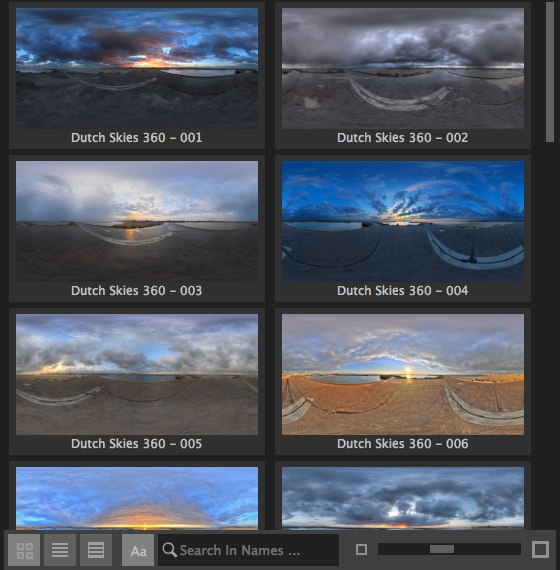 Dutch Skies 360 – 001
Dutch Skies 360 – 002
Dutch Skies 360 – 003
Dutch Skies 360 – 004
Dutch Skies 360 – 005
Dutch Skies 360 – 006
Aa
Search In Names ...